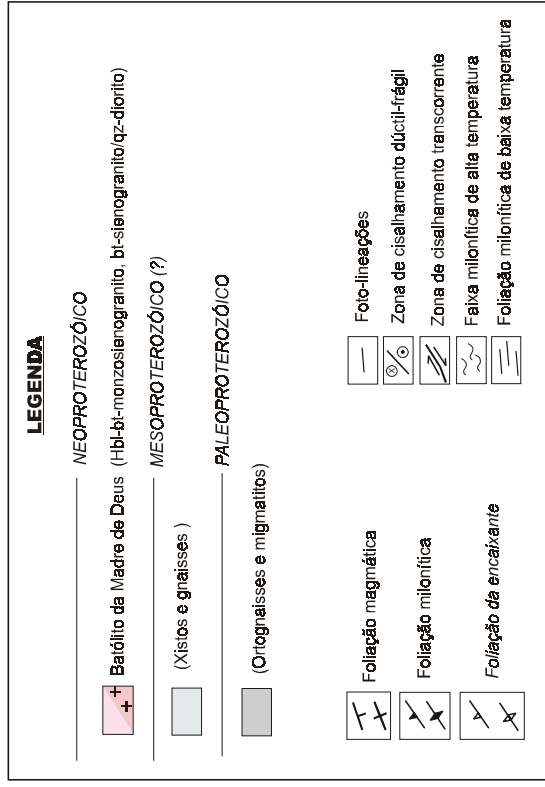 LEGENDA
NEOPROTEROZÓICO
Batólito da Madre de Deus (Hbl-bt-monzosienogranito, bt-sienogranito/qz-diorito)
MESOPROTEROZÓICO (?)
(Xistos e gnaisses )
PALEOPROTEROZÓICO
(Ortognaisses e migmatitos)
Foliação magmática
Foliação milonítica
Foliação da encaixante
Foto-lineações
Zona de cisalhamento dúctil-frágil
Zona de cisalhamento transcorrente
Faixa milonítica de alta temperatura
Foliação milonítica de baixa temperatura